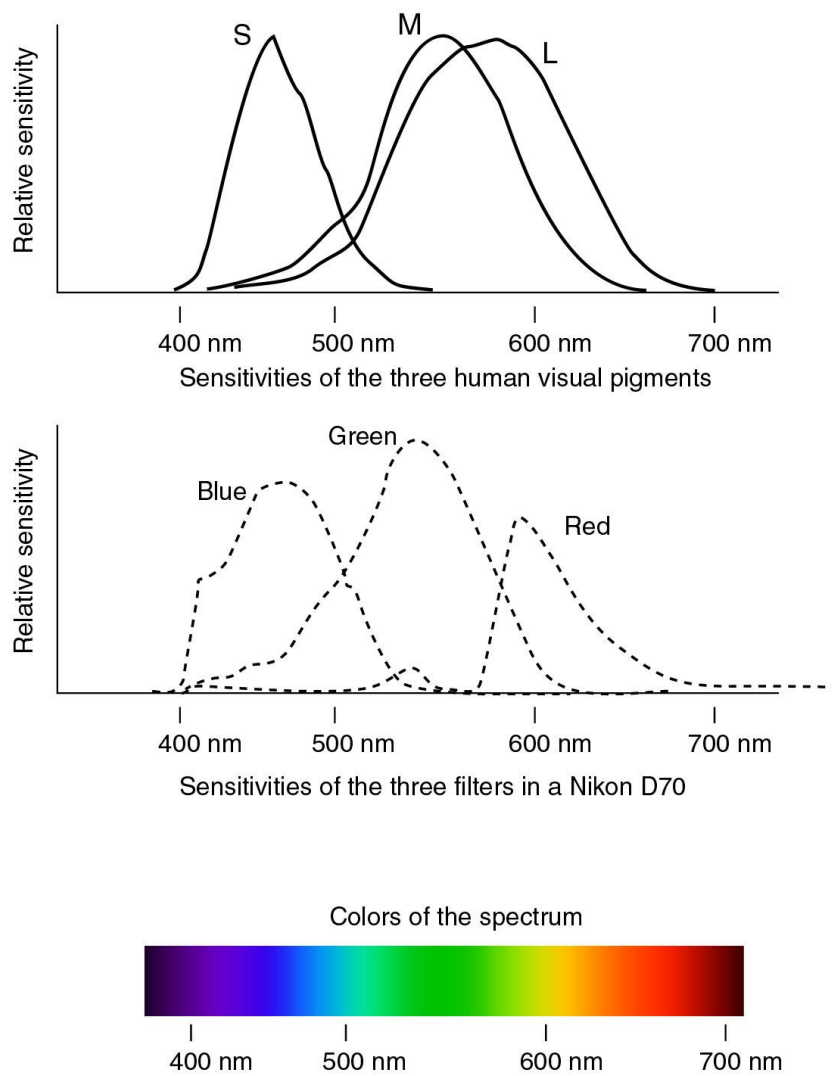 S
M
L
Relative sensitivity
400 nm
500 nm
600 nm
700 nm
Sensitivities of the three human visual pigments
Green
Blue
Red
Relative sensitivity
400 nm
500 nm
600 nm
700 nm
Sensitivities of the three filters in a Nikon D70
Colors of the spectrum
400 nm
500 nm
600 nm
700 nm